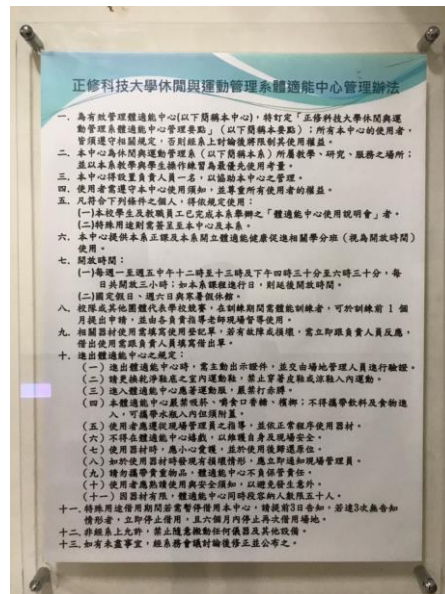 正修科技大學休閒與運動管理系體適能中心管理辦法
一、為有效管理體適能中心(以下簡稱本中心)，特訂定「正修科技大學休閒與運
動管理系體適能中心管理要點」(以下簡稱本要點)；所有本中心的使用者，
皆須遵守相關規定，否則經系上討論後將限制其使用權益。
二、本中心為休閒與運動管理系(以下簡稱本系)所屬教學、研究、服務之場所；
並以本系教學與學生操作練習為最優先使用考量。
三、本中心得設置負責人員一名，以協助本中心之管理。
四、使用者需遵守本中心使用須知，並尊重所有使用者的權益。
五、凡符合下列條件之個人，得依規定使用：
(一)本校學生及教職員工已完成本系舉辦之「體適能中心使用說明會」者。
(二)特殊用途則需簽呈至本中心及本系。
六、本中心提供本系正課及本系開立體適能健康促進相關學分班(視為開放時間)
使用。
七、開放時間：
(一)每週一至週五中午十二時至十三時及下午四時三十分至六時三十分，每
日共開放三小時；如本系課程進行中，則延後開放時間。
(二)國定假日、週六日與寒暑假休館。
八、校隊或其他團體代表學校競賽，在訓練期間需體能訓練者，可於訓練前 1 個
月提出申請，並由各負責指導老師現場督導使用。
九、相關器材使用需填寫使用登記單，若有故障或損壞，需立即跟負責人員反應，
借出使用需跟負責人員填寫借出單。
十、進出體適能中心之規定：
(一) 進出體適能中心時，需主動出示證件，並交由場地管理人員進行驗證。
(二) 請更換乾淨鞋底之室內運動鞋，禁止穿著皮鞋或涼鞋入內運動。
(三) 進入體適能中心應著運動服，嚴禁打赤膊。
(四) 本體適能中心嚴禁吸菸、嚼食口香糖、檳榔；不得攜帶飲料及食物進
入，可攜帶水瓶入內但須附蓋。
(五) 使用者應遵從現場管理員之指導，並依正常程序使用器材。
(六) 不得在體適能中心嬉戲，以維護自身及現場安全。
(七) 使用器材時，應小心愛護，並於使用後歸還原位。
(八) 如於使用器材時發現有損壞情形，應立即通知現場管理員。
(九) 請勿攜帶貴重物品，體適能中心不負保管責任。
(十) 使用者應熟讀使用與安全須知，以避免發生意外。
(十一) 因器材有限，體適能中心同時段容納人數限五十人。
十一、特殊用途借用期間若需暫停借用本中心，請提前3日告知，若達3次無告知
情形者，立即停止借用，且六個月內停止再次借用場地。
十二、非經系上允許，禁止隨意搬動任何儀器及其他設備。
十三、如有未盡事宜，經系務會議討論後修正並公布之。